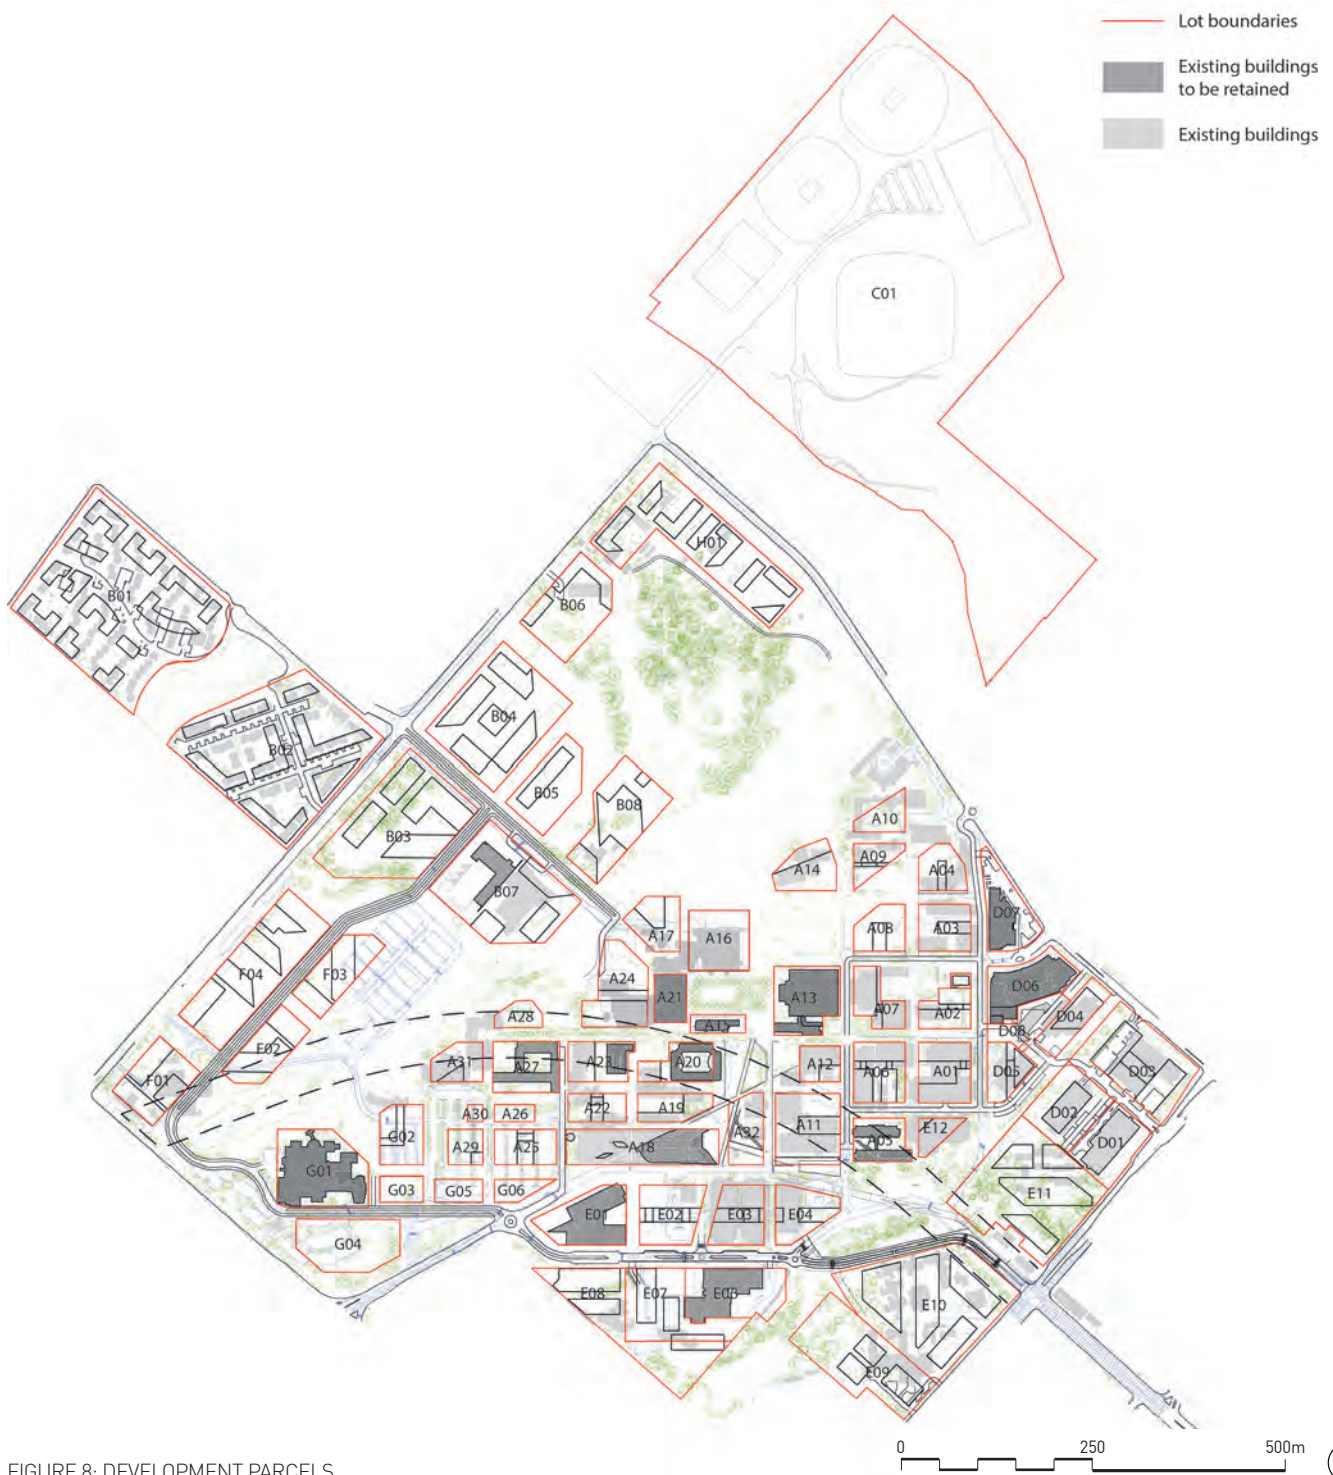 Lot boundaries
Existing buildings
to be retained
Existing buildings
C01
H01
B01
B06
B04
B02
B05
B08
B03
A10
A14
A09
A04
B07
D07
A17
A16
A08
A03
F04
F03
A24
A21
A13
D06
A28
A15
A07
A02
D04
D08
E02
A31
A27
A23
A20
A12
A06
A01
D05
D03
F01
A30
A26
A22
A19
D02
G02
A29
A25
A18
A32
A11
A05
E12
D01
G01
G03
G05
G06
E11
G04
E01
E02
E03
E04
E08
E07
E03
E10
E09
0 250 500m
FIGURE 8: DEVELOPMENT PARCELS